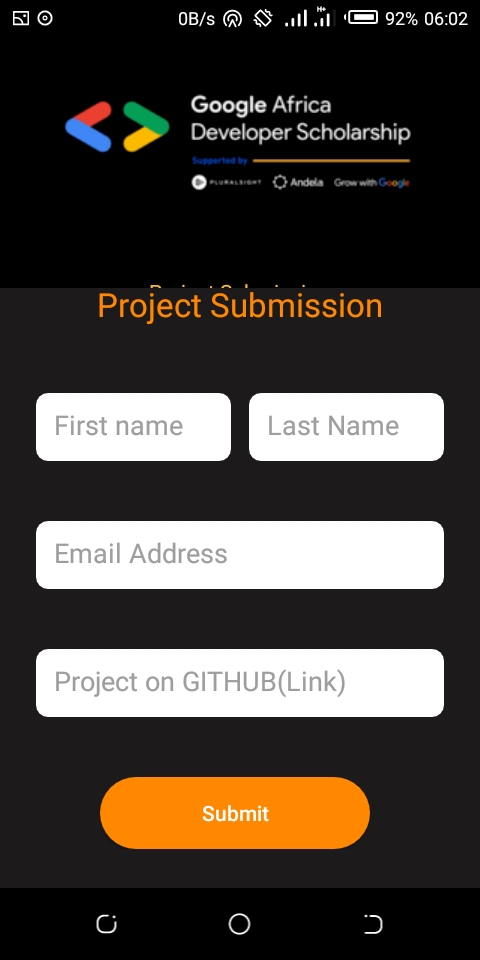 0B/s H+ 92% 06:02
Google Africa
Developer Scholarship
Supported by
PLURALSIGHT Andela Grow with Google
Project Submission
First name
Last Name
Email Address
Project on GITHUB(Link)
Submit